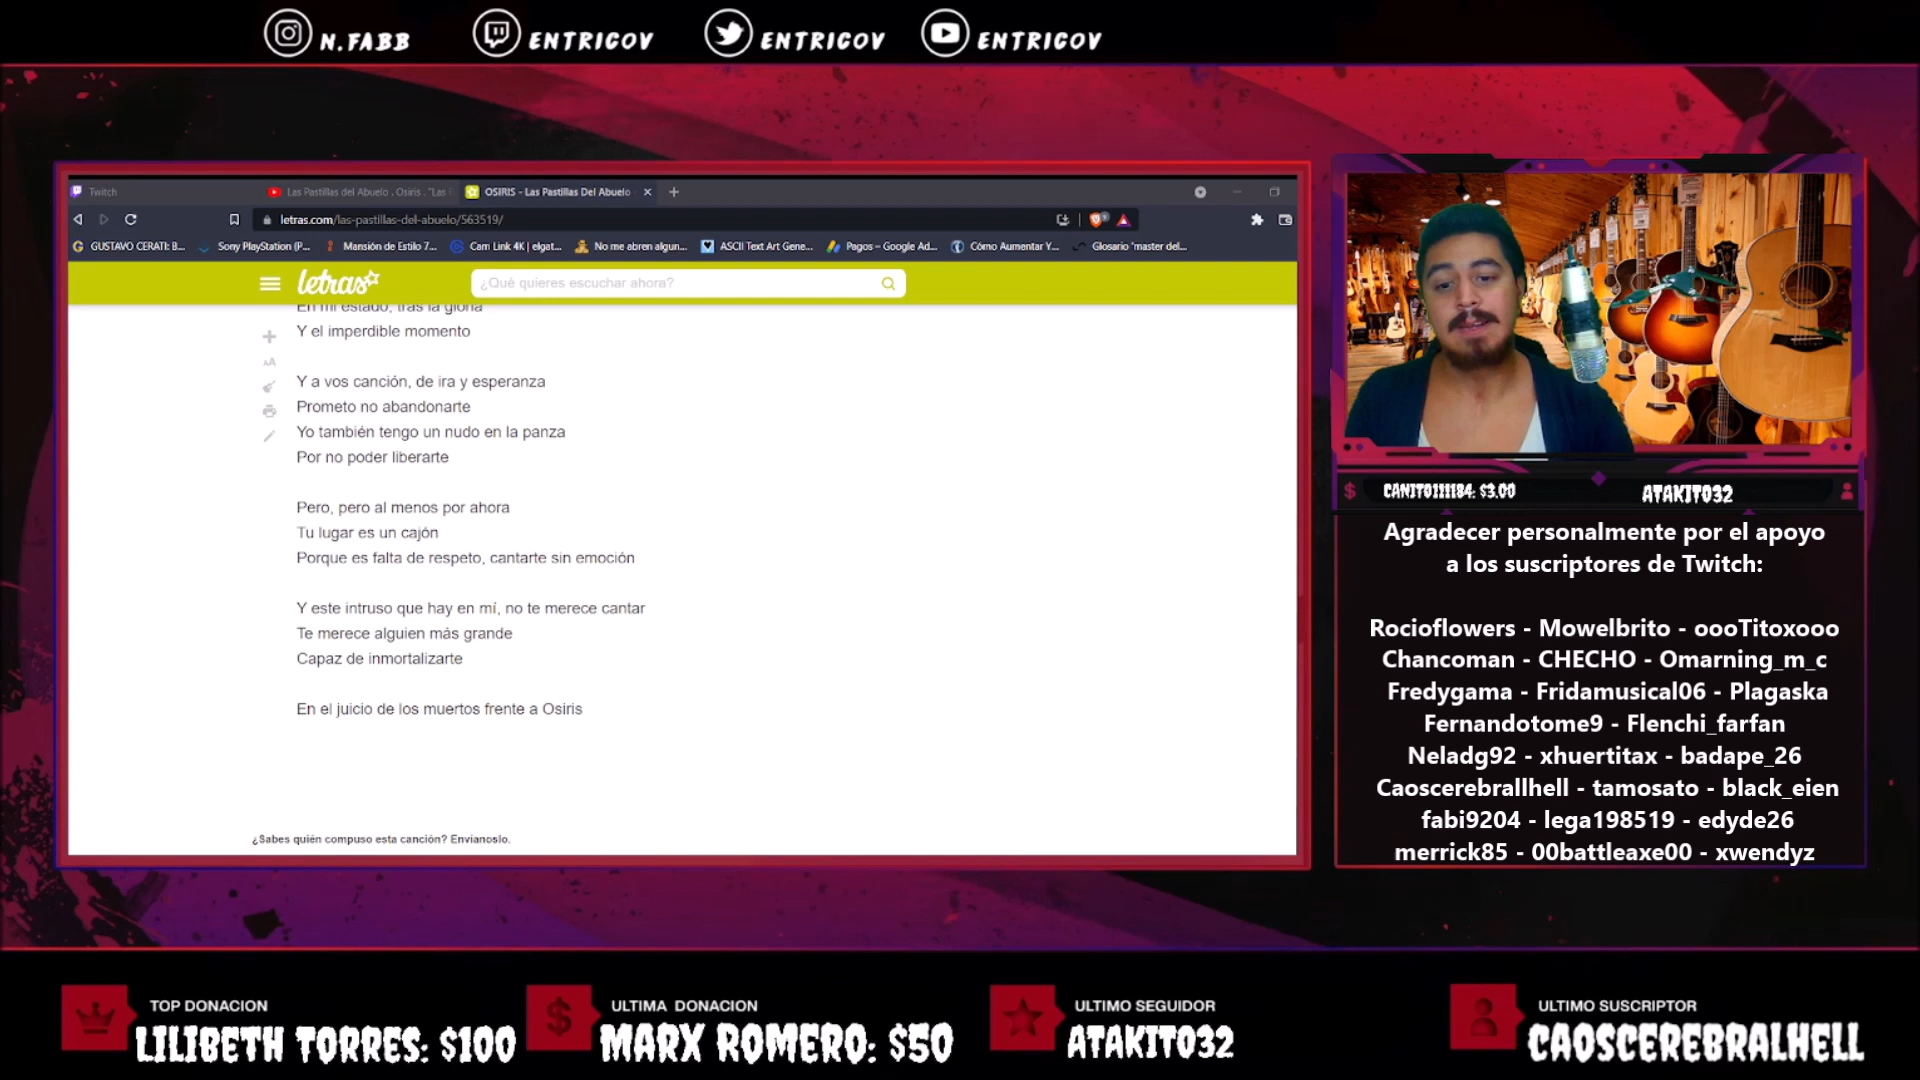 N.FABB ENTRICOV ENTRICOV ENTRICOV
Twitch Las Pastillas del Abuelo . Osiris . "Las OSIRIS - Las Pastillas Del Abuelo
letras.com/las-pastillas-del-abuelo/563519/
GUSTAVO CERATI: B... Sony PlayStation (P... Mansión de Estilo 7... Cam Link 4K | elgat... No me abren algun... ASCII Text Art Gene... Pagos – Google Ad... Cómo Aumentar Y... Glosario "master del...
letras ¿Qué quieres escuchar ahora?
En mi estado, tras la gloria
Y el imperdible momento
Y a vos canción, de ira y esperanza
Prometo no abandonarte
Yo también tengo un nudo en la panza
Por no poder liberarte
Pero, pero al menos por ahora
Tu lugar es un cajón
Porque es falta de respeto, cantarte sin emoción
Y este intruso que hay en mí, no te merece cantar
Te merece alguien más grande
Capaz de inmortalizarte
En el juicio de los muertos frente a Osiris
¿Sabes quién compuso esta canción? Envíanoslo.
CANITO111184: $3.00 ATAKITO32
Agradecer personalmente por el apoyo
a los suscriptores de Twitch:
Rocioflowers - Mowelbrito - oooTitoxooo
Chancoman - CHECHO - Omarning_m_c
Fredygama - Fridamusical06 - Plagaska
Fernandotome9 - Flenchi_farfan
Neladg92 - xhuertitax - badape_26
Caoscerebrallhell - tamosato - black_eien
fabi9204 - lega198519 - edyde26
merrick85 - 00battleaxe00 - xwendyz
TOP DONACION
LILIBETH TORRES: $100
ULTIMA DONACION
MARX ROMERO: $50
ULTIMO SEGUIDOR
ATAKITO32
ULTIMO SUSCRIPTOR
CAOSCEREBRALHELL